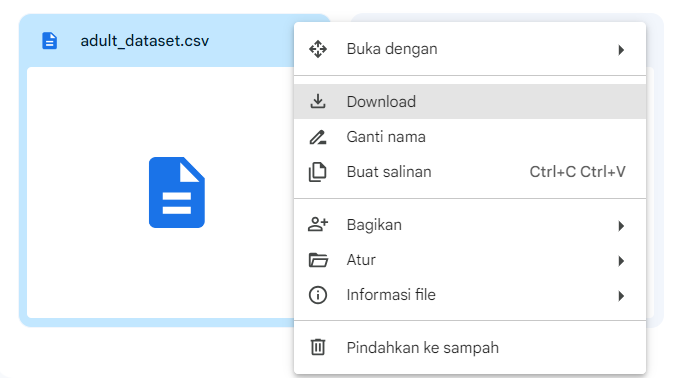 adult_dataset.csv
Buka dengan
Download
Ganti nama
Buat salinan Ctrl+C Ctrl+V
Bagikan
Atur
Informasi file
Pindahkan ke sampah